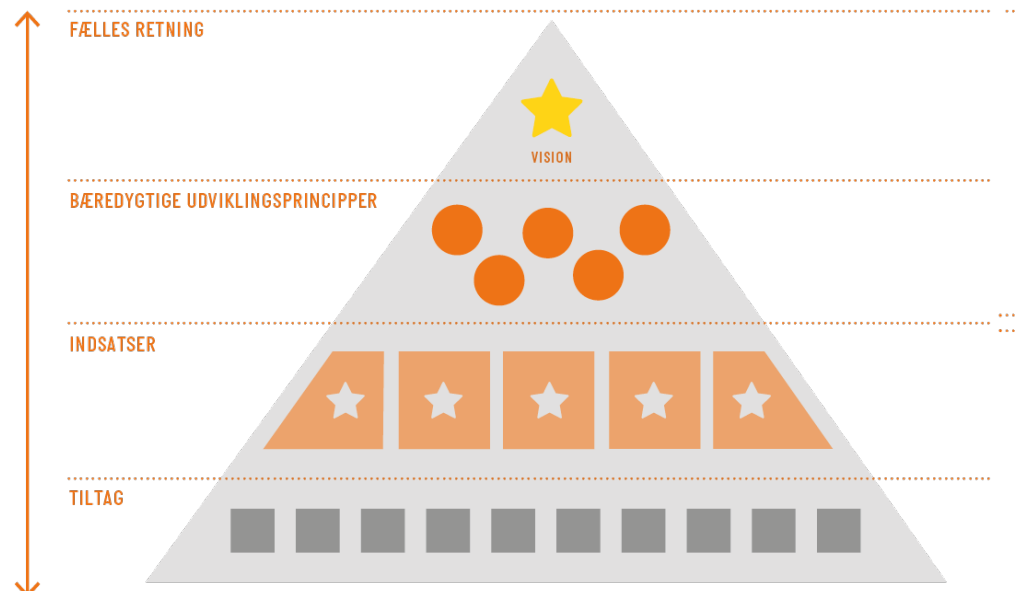 FÆLLES RETNING
VISION
BÆREDYGTIGE UDVIKLINGSPRINCIPPER
INDSATSER
TILTAG